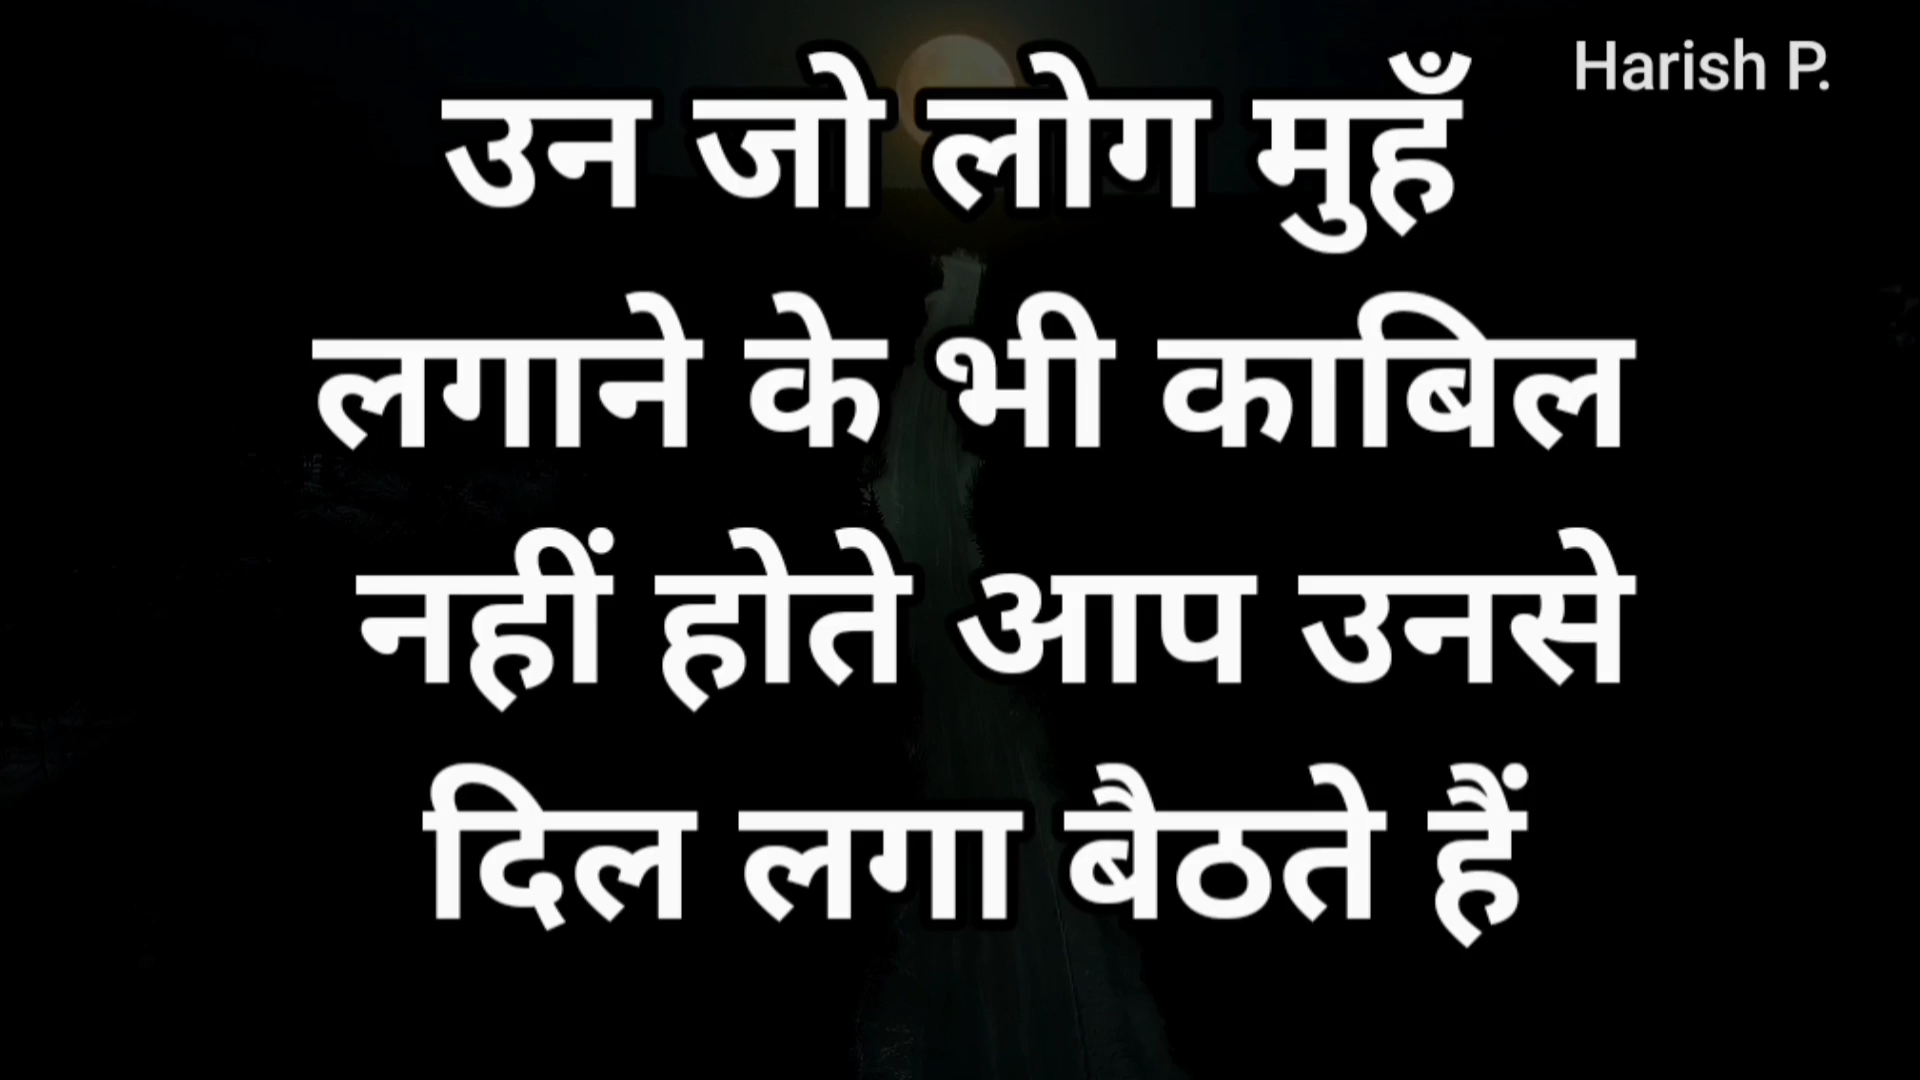 Harish P.
उन जो लोग मुहँ
लगाने के भी काबिल
नहीं होते आप उनसे
दिल लगा बैठते हैं